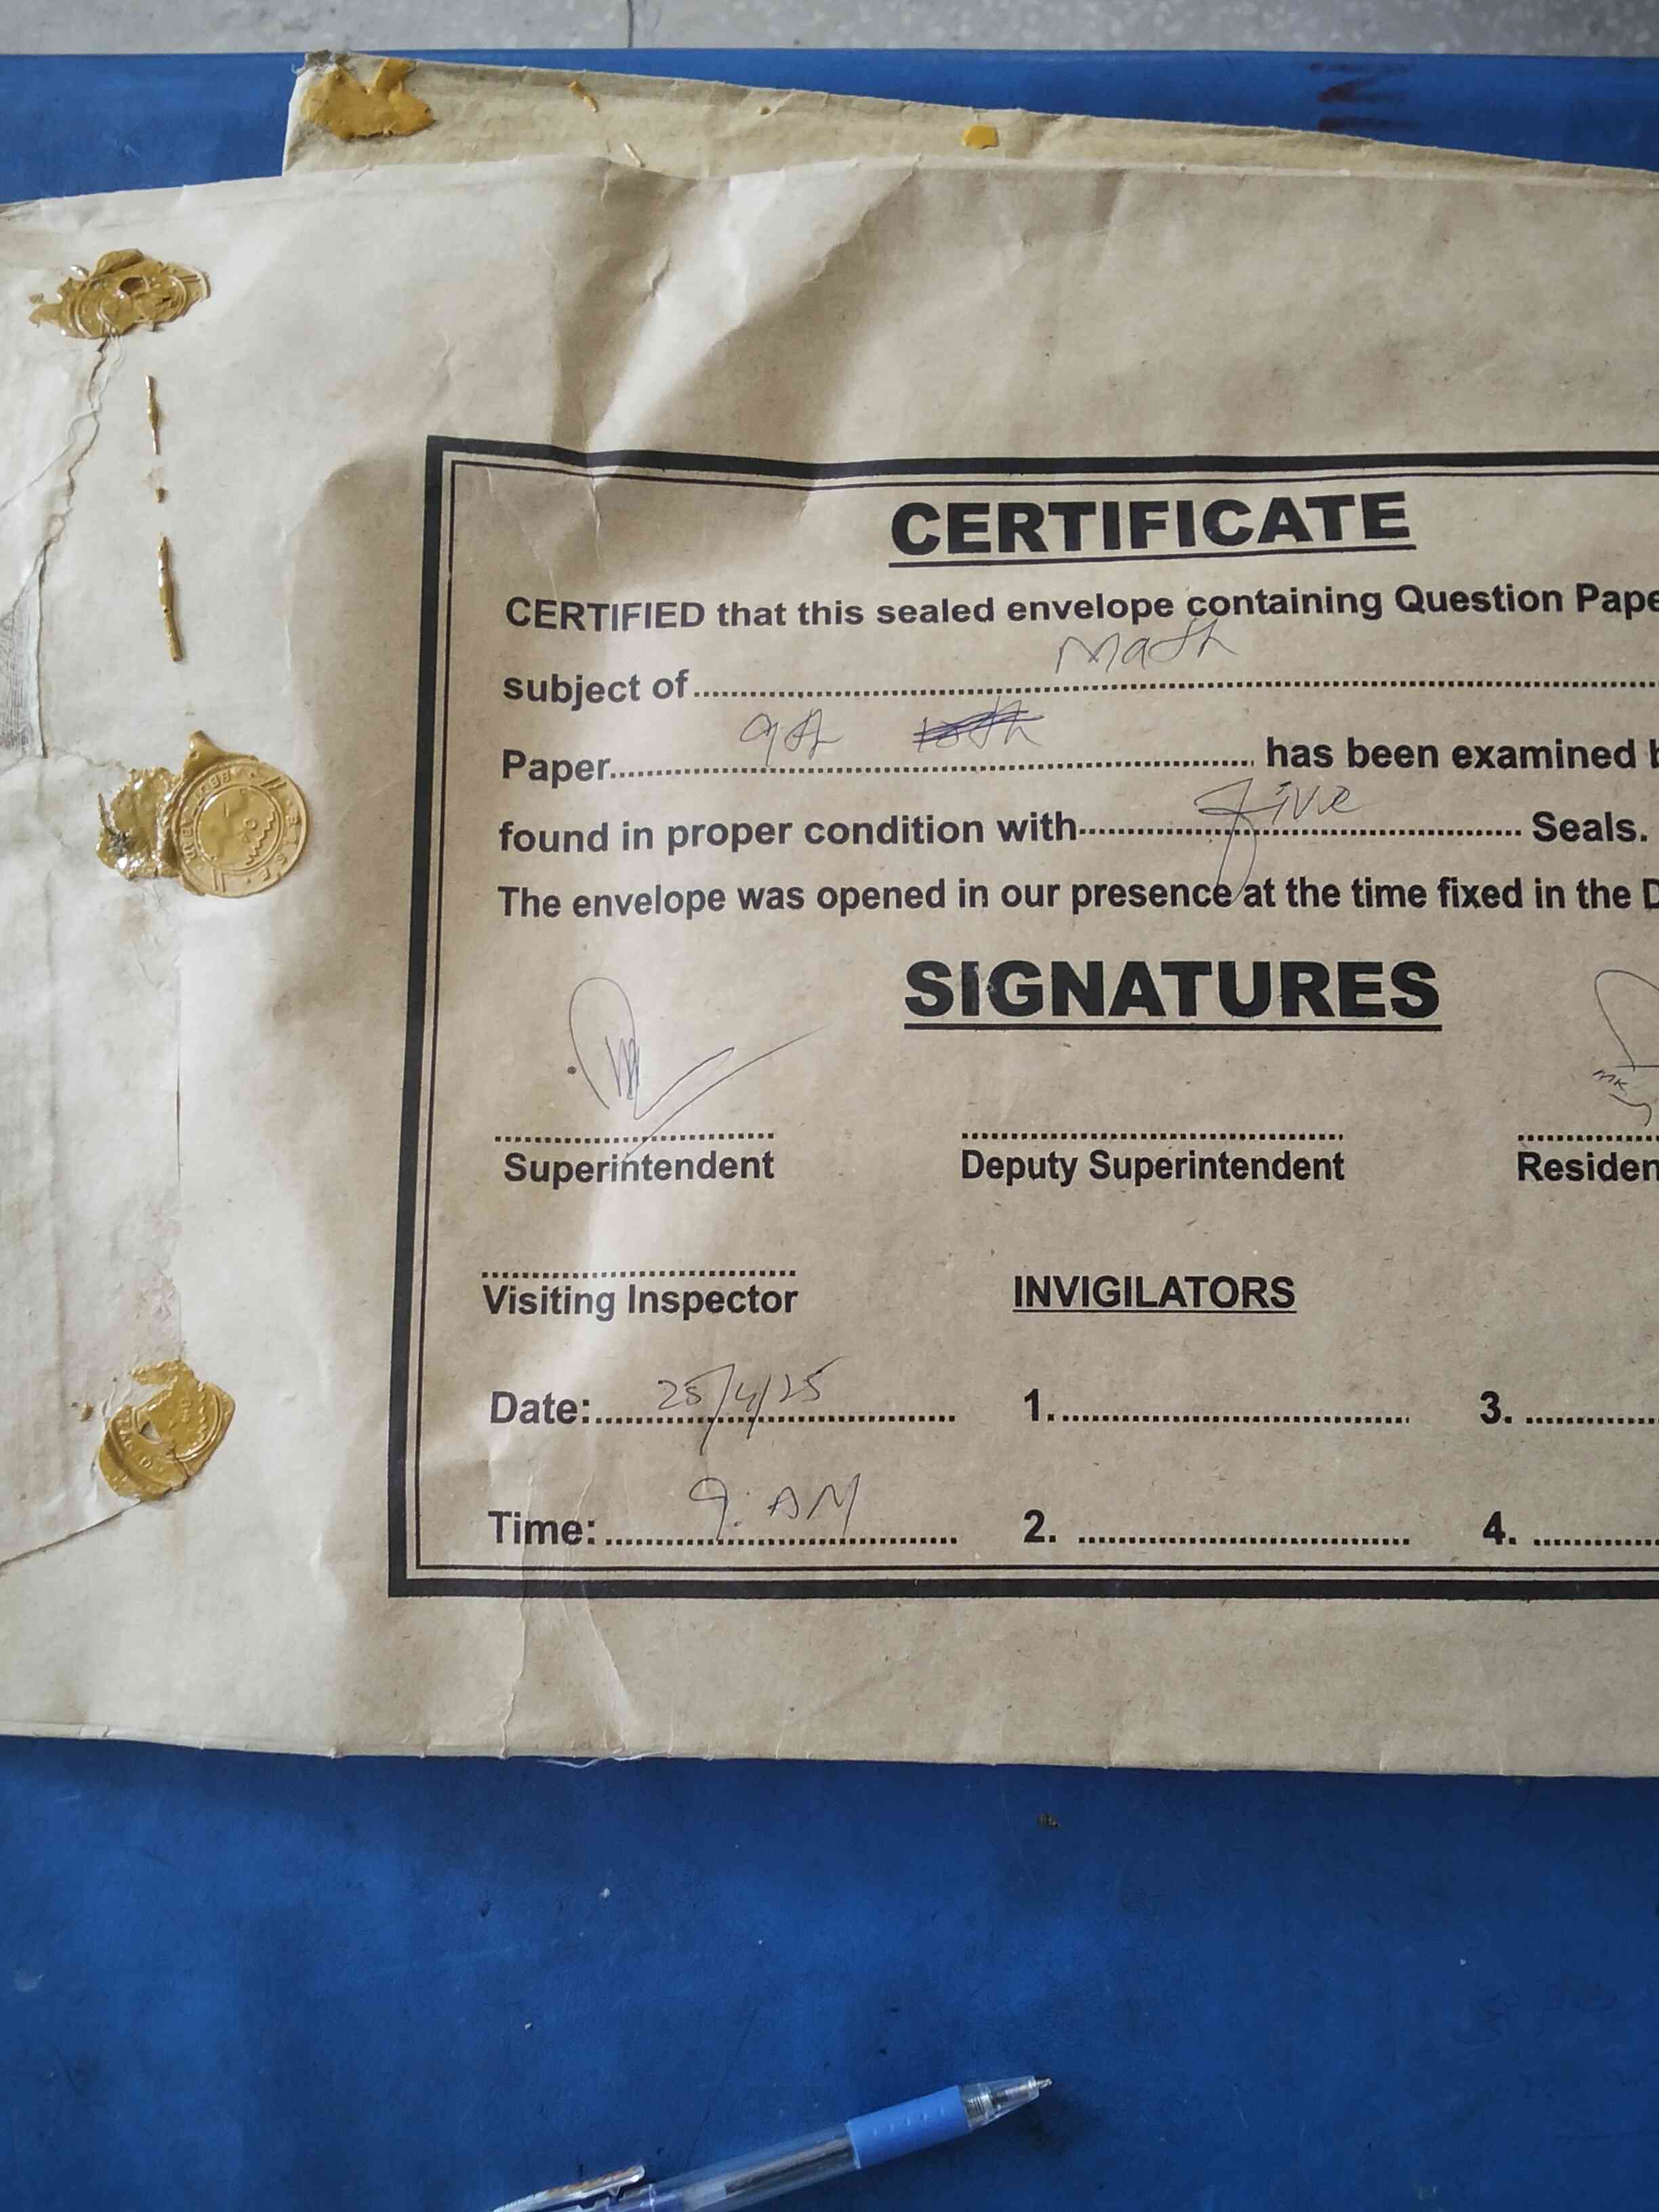 CERTIFICATE
CERTIFIED that this sealed envelope containing Question Pape
subject of Math
Paper 9th 10th has been examined b
found in proper condition with five Seals.
The envelope was opened in our presence at the time fixed in the D
SIGNATURES
Superintendent Deputy Superintendent Residen
Visiting Inspector INVIGILATORS
Date: 25/4/25 1. 3.
Time: 9: AM 2. 4.